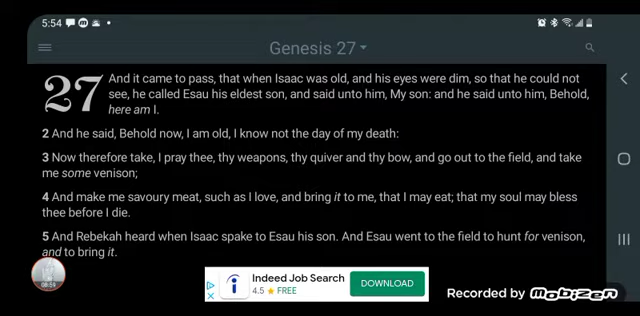 5:54
Genesis 27
27 And it came to pass, that when Isaac was old, and his eyes were dim, so that he could not
see, he called Esau his eldest son, and said unto him, My son: and he said unto him, Behold,
here am I.
2 And he said, Behold now, I am old, I know not the day of my death:
3 Now therefore take, I pray thee, thy weapons, thy quiver and thy bow, and go out to the field, and take
me some venison;
4 And make me savoury meat, such as I love, and bring it to me, that I may eat; that my soul may bless
thee before I die.
5 And Rebekah heard when Isaac spake to Esau his son. And Esau went to the field to hunt for venison,
and to bring it.
08:59
Indeed Job Search
4.5 ★ FREE
DOWNLOAD
Recorded by mobizen